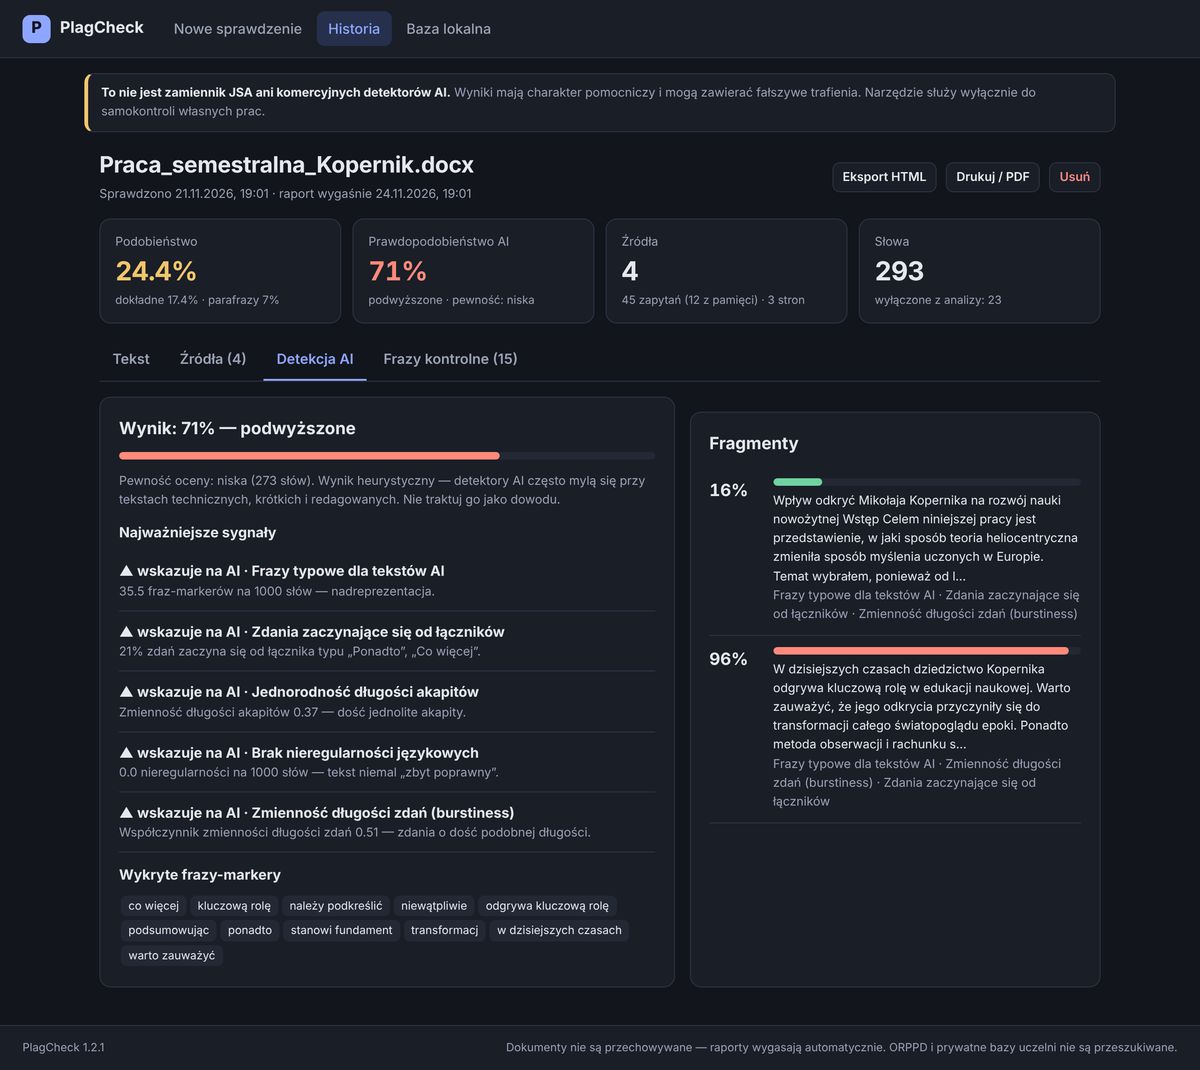 P PlagCheck Nowe sprawdzenie Historia Baza lokalna
To nie jest zamiennik JSA ani komercyjnych detektorów AI. Wyniki mają charakter pomocniczy i mogą zawierać fałszywe trafienia. Narzędzie służy wyłącznie do
samokontroli własnych prac.
Praca_semestralna_Kopernik.docx
Sprawdzono 21.11.2026, 19:01 · raport wygaśnie 24.11.2026, 19:01
Eksport HTML Drukuj / PDF Usuń
Podobieństwo
24.4%
dokładne 17.4% · parafrazy 7%
Prawdopodobieństwo AI
71%
podwyższone · pewność: niska
Źródła
4
45 zapytań (12 z pamięci) · 3 stron
Słowa
293
wyłączone z analizy: 23
Tekst Źródła (4) Detekcja AI Frazy kontrolne (15)
Wynik: 71% — podwyższone
Pewność oceny: niska (273 słów). Wynik heurystyczny — detektory AI często mylą się przy
tekstach technicznych, krótkich i redagowanych. Nie traktuj go jako dowodu.
Najważniejsze sygnały
▲ wskazuje na AI · Frazy typowe dla tekstów AI
35.5 fraz-markerów na 1000 słów — nadreprezentacja.
▲ wskazuje na AI · Zdania zaczynające się od łączników
21% zdań zaczyna się od łącznika typu „Ponadto”, „Co więcej”.
▲ wskazuje na AI · Jednorodność długości akapitów
Zmienność długości akapitów 0.37 — dość jednolite akapity.
▲ wskazuje na AI · Brak nieregularności językowych
0.0 nieregularności na 1000 słów — tekst niemal „zbyt poprawny”.
▲ wskazuje na AI · Zmienność długości zdań (burstiness)
Współczynnik zmienności długości zdań 0.51 — zdania o dość podobnej długości.
Wykryte frazy-markery
co więcej kluczową rolę należy podkreślić niewątpliwie odgrywa kluczową rolę
podsumowując ponadto stanowi fundament transformacj w dzisiejszych czasach
warto zauważyć
Fragmenty
16%
Wpływ odkryć Mikołaja Kopernika na rozwój nauki
nowożytnej Wstęp Celem niniejszej pracy jest
przedstawienie, w jaki sposób teoria heliocentryczna
zmieniła sposób myślenia uczonych w Europie.
Temat wybrałem, ponieważ od l...
Frazy typowe dla tekstów AI · Zdania zaczynające się
od łączników · Zmienność długości zdań (burstiness)
96%
W dzisiejszych czasach dziedzictwo Kopernika
odgrywa kluczową rolę w edukacji naukowej. Warto
zauważyć, że jego odkrycia przyczyniły się do
transformacji całego światopoglądu epoki. Ponadto
metoda obserwacji i rachunku s...
Frazy typowe dla tekstów AI · Zmienność długości
zdań (burstiness) · Zdania zaczynające się od
łączników
PlagCheck 1.2.1
Dokumenty nie są przechowywane — raporty wygasają automatycznie. ORPPD i prywatne bazy uczelni nie są przeszukiwane.